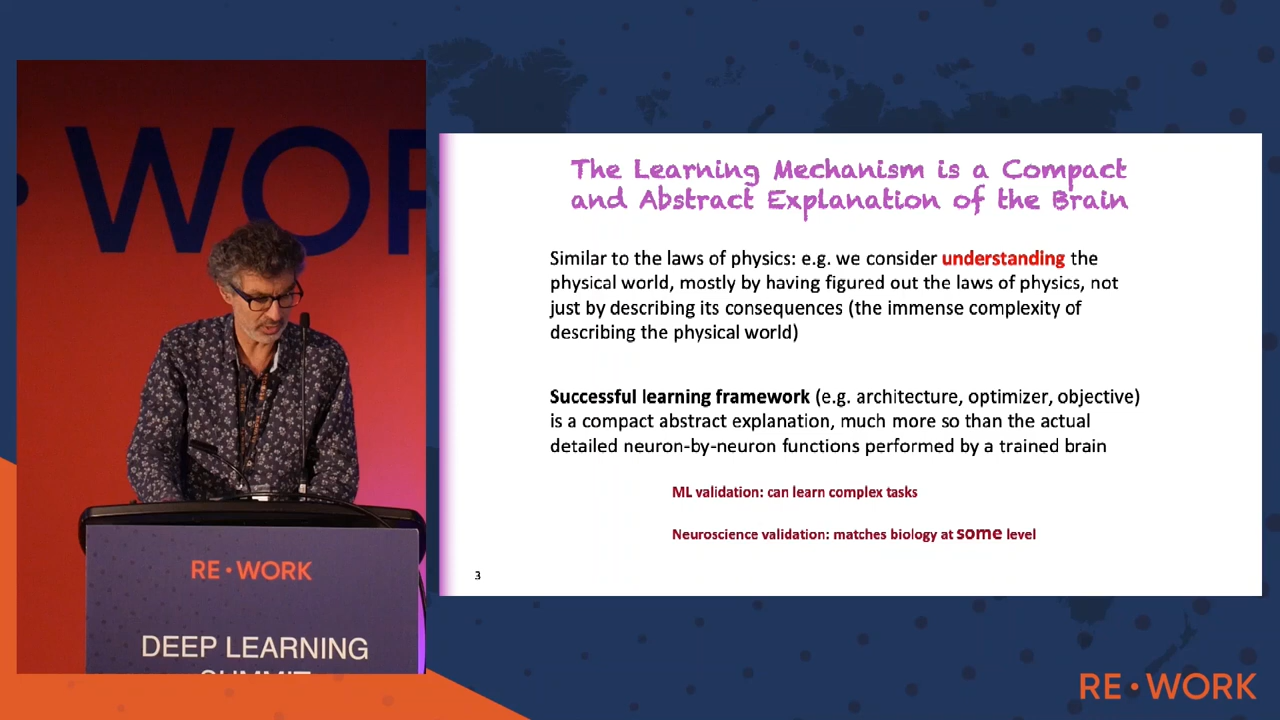 • WOR
RE•WORK
DEEP LEARNING
SUMMIT
The Learning Mechanism is a Compact
and Abstract Explanation of the Brain
Similar to the laws of physics: e.g. we consider understanding the
physical world, mostly by having figured out the laws of physics, not
just by describing its consequences (the immense complexity of
describing the physical world)
Successful learning framework (e.g. architecture, optimizer, objective)
is a compact abstract explanation, much more so than the actual
detailed neuron-by-neuron functions performed by a trained brain
ML validation: can learn complex tasks
Neuroscience validation: matches biology at some level
3
RE•WORK